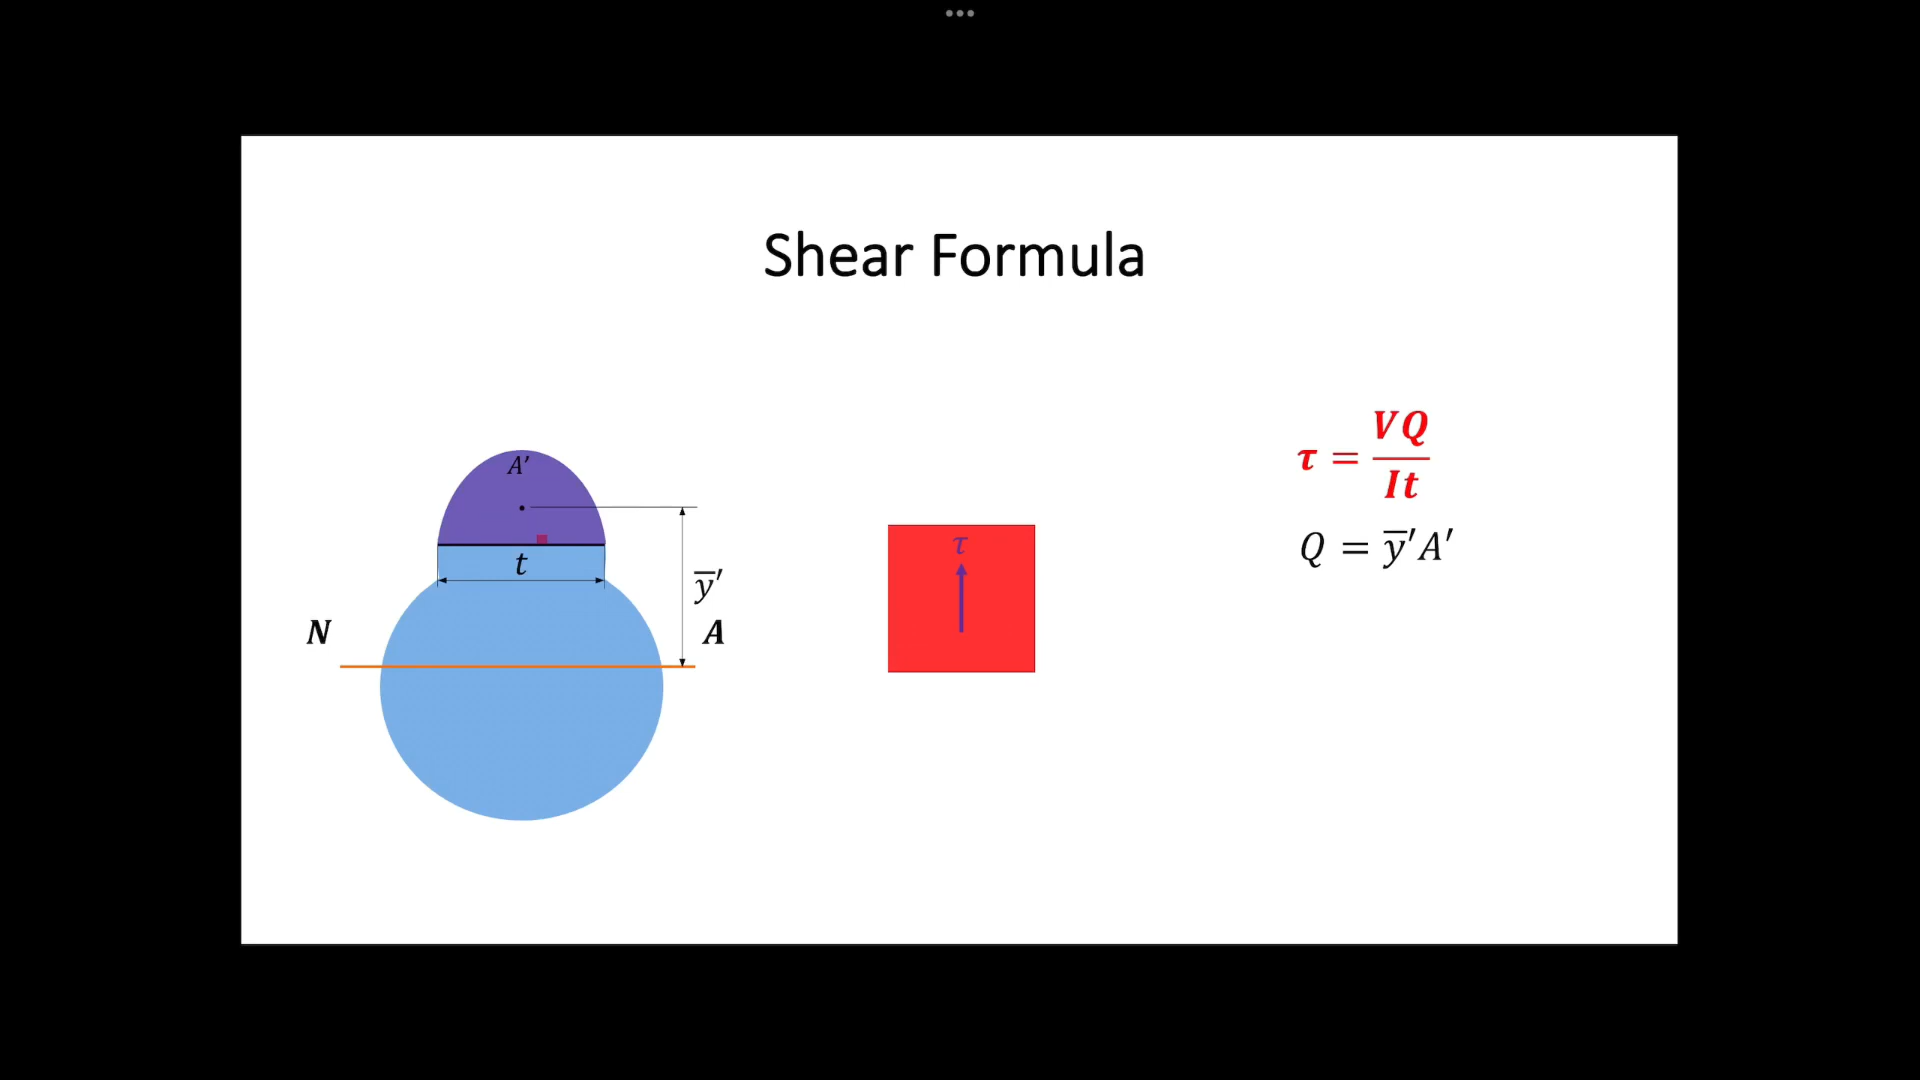 Shear Formula
A′
t
y̅′
N
A
τ
τ = VQ / It
Q = y̅′A′